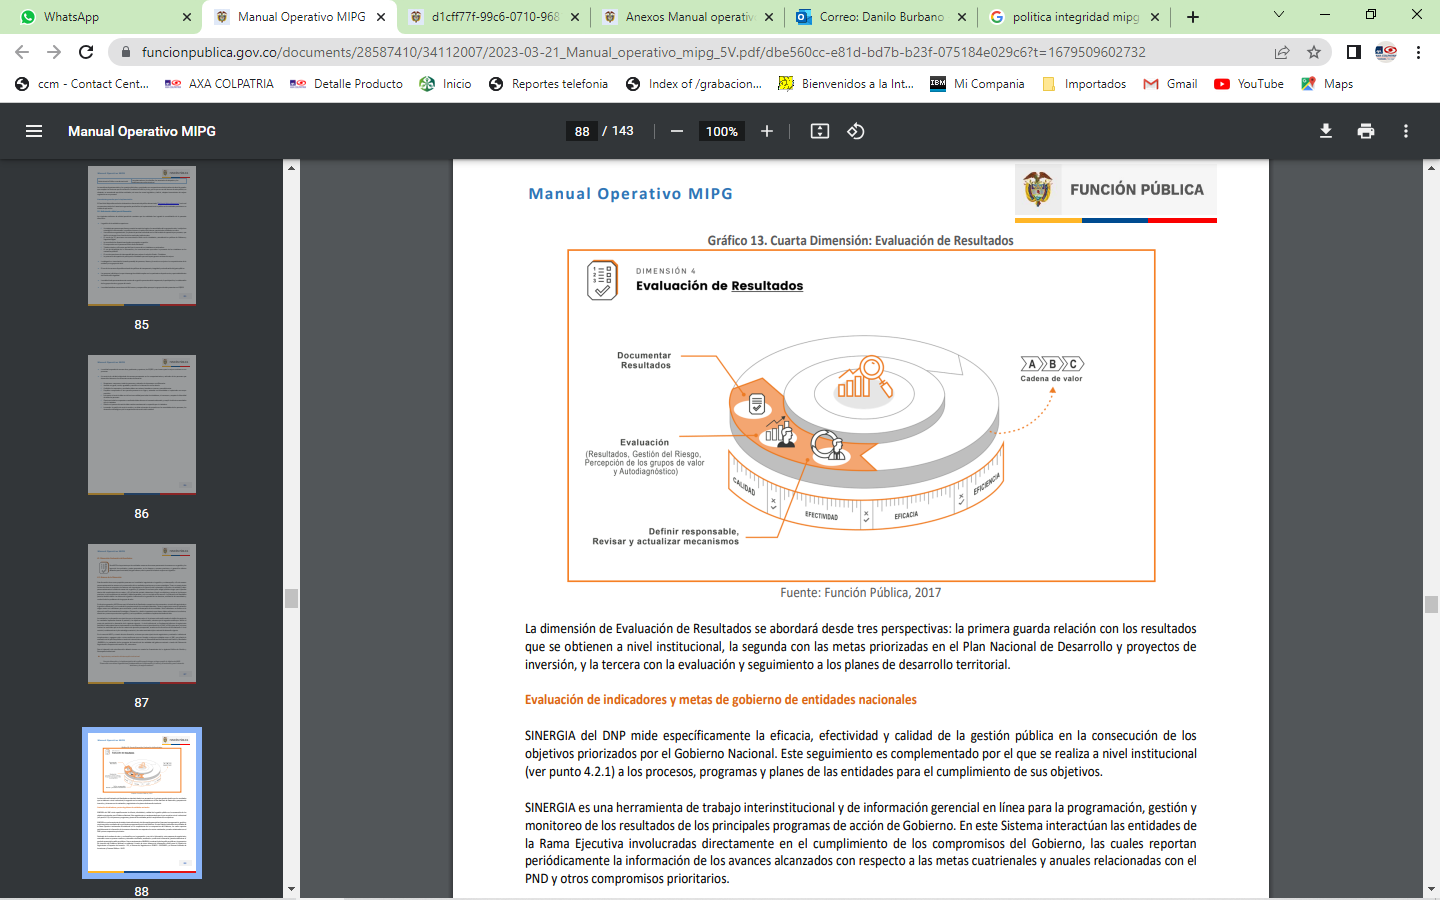 WhatsApp
Manual Operativo MIPG
d1cff77f-99c6-0710-968
Anexos Manual operativ
Correo: Danilo Burbano
politica integridad mipg
funcionpublica.gov.co/documents/28587410/34112007/2023-03-21_Manual_operativo_mipg_5V.pdf/dbe560cc-e81d-bd7b-b23f-075184e029c6?t=1679509602732
ccm - Contact Cent...
AXA COLPATRIA
Detalle Producto
Inicio
Reportes telefonia
Index of /grabacion...
Bienvenidos a la Int...
Mi Compania
Importados
Gmail
YouTube
Maps
Manual Operativo MIPG
88 / 143
100%
85
86
87
88
Manual Operativo MIPG
FUNCIÓN PÚBLICA
Gráfico 13. Cuarta Dimensión: Evaluación de Resultados
DIMENSIÓN 4
Evaluación de Resultados
Documentar
Resultados
A B C
Cadena de valor
Evaluación
(Resultados, Gestión del Riesgo,
Percepción de los grupos de valor
y Autodiagnóstico)
CALIDAD
EFECTIVIDAD
EFICACIA
EFICIENCIA
Definir responsable,
Revisar y actualizar mecanismos
Fuente: Función Pública, 2017
La dimensión de Evaluación de Resultados se abordará desde tres perspectivas: la primera guarda relación con los resultados
que se obtienen a nivel institucional, la segunda con las metas priorizadas en el Plan Nacional de Desarrollo y proyectos de
inversión, y la tercera con la evaluación y seguimiento a los planes de desarrollo territorial.
Evaluación de indicadores y metas de gobierno de entidades nacionales
SINERGIA del DNP mide específicamente la eficacia, efectividad y calidad de la gestión pública en la consecución de los
objetivos priorizados por el Gobierno Nacional. Este seguimiento es complementado por el que se realiza a nivel institucional
(ver punto 4.2.1) a los procesos, programas y planes de las entidades para el cumplimiento de sus objetivos.
SINERGIA es una herramienta de trabajo interinstitucional y de información gerencial en línea para la programación, gestión y
monitoreo de los resultados de los principales programas de acción de Gobierno. En este Sistema interactúan las entidades de
la Rama Ejecutiva involucradas directamente en el cumplimiento de los compromisos del Gobierno, las cuales reportan
periódicamente la información de los avances alcanzados con respecto a las metas cuatrienales y anuales relacionadas con el
PND y otros compromisos prioritarios.